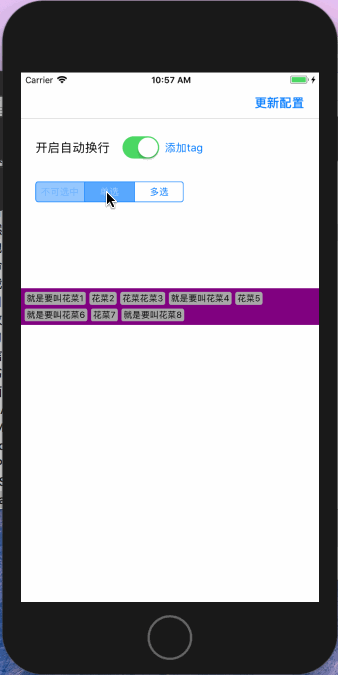 Carrier 10:57 AM
更新配置
开启自动换行 添加tag
不可选中 单选 多选
就是要叫花菜1 花菜2 花菜花菜3 就是要叫花菜4 花菜5
就是要叫花菜6 花菜7 就是要叫花菜8